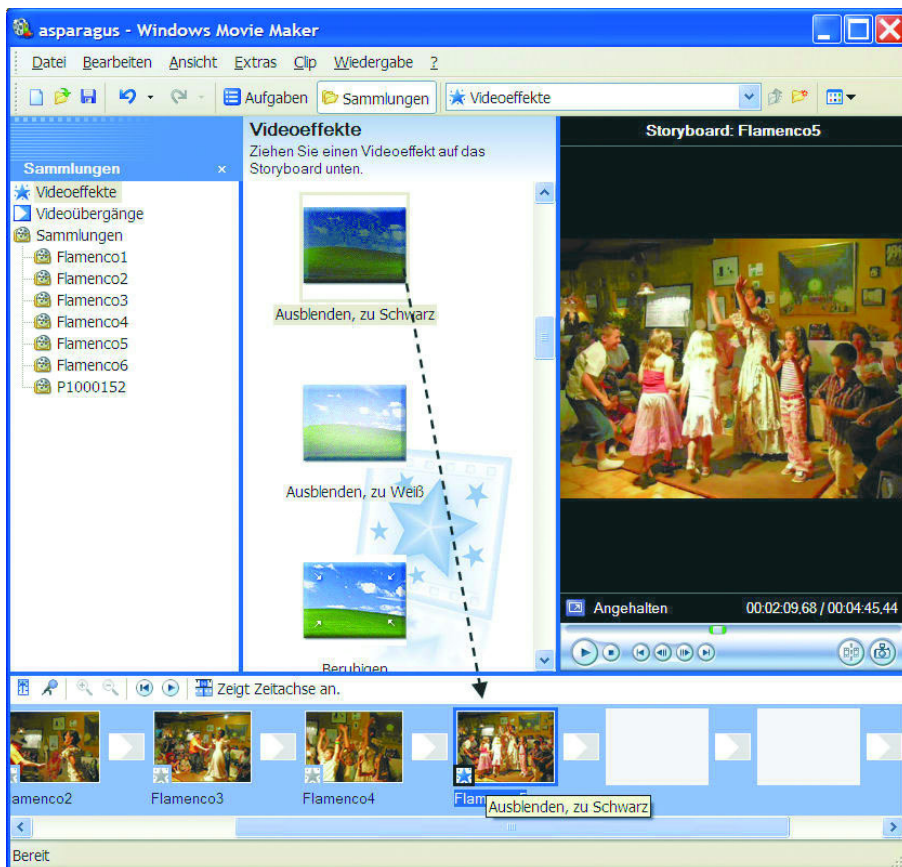 asparagus - Windows Movie Maker
Datei Bearbeiten Ansicht Extras Clip Wiedergabe ?
Aufgaben Sammlungen Videoeffekte
Sammlungen
Videoeffekte
Videoübergänge
Sammlungen
Flamenco1
Flamenco2
Flamenco3
Flamenco4
Flamenco5
Flamenco6
P1000152
Videoeffekte
Ziehen Sie einen Videoeffekt auf das
Storyboard unten.
Ausblenden, zu Schwarz
Ausblenden, zu Weiß
Beruhigen
Storyboard: Flamenco5
Angehalten 00:02:09,68 / 00:04:45,44
Zeigt Zeitachse an.
amenco2 Flamenco3 Flamenco4 Flam
Ausblenden, zu Schwarz
Bereit